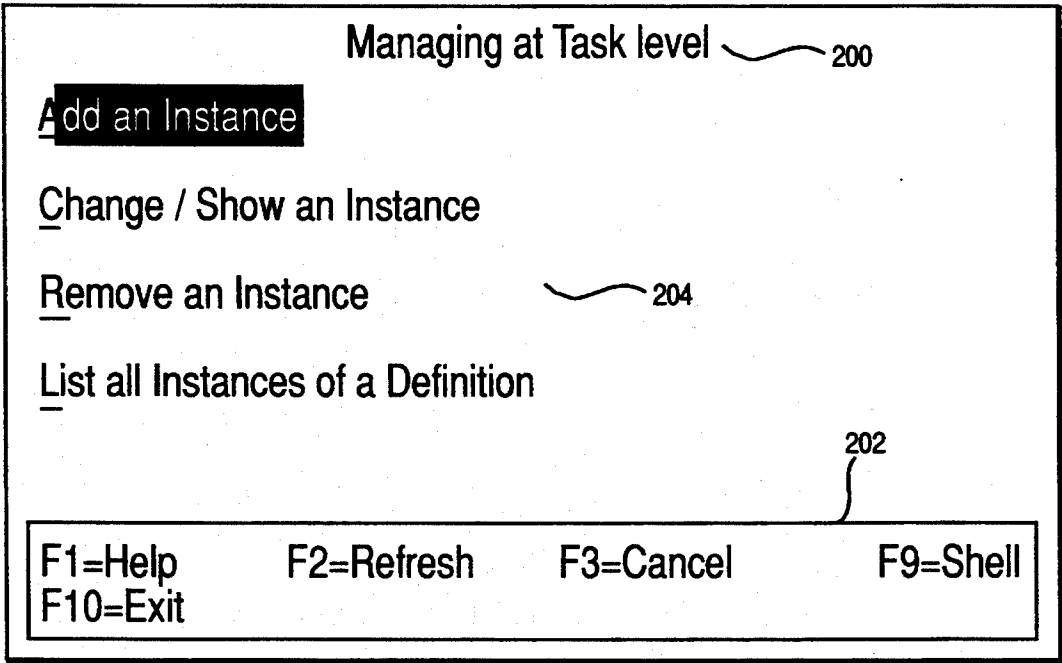 Managing at Task level 200
Add an Instance
Change / Show an Instance
Remove an Instance 204
List all Instances of a Definition
202
F1=Help F2=Refresh F3=Cancel F9=Shell
F10=Exit